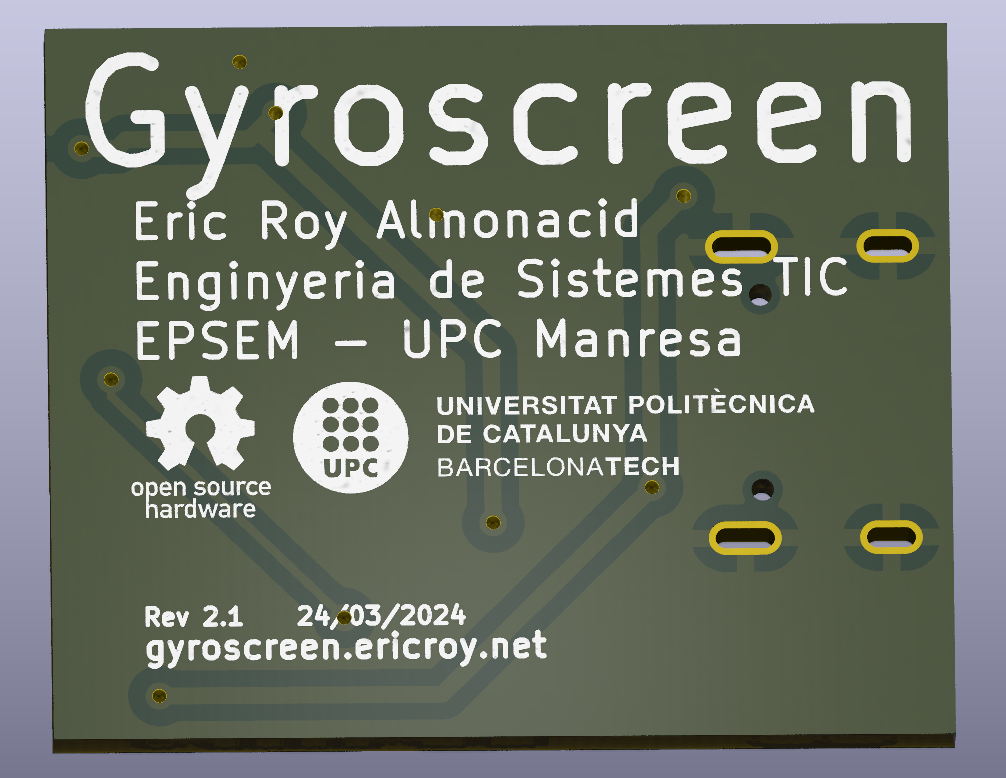 Gyroscreen
Eric Roy Almonacid
Enginyeria de Sistemes TIC
EPSEM – UPC Manresa
UNIVERSITAT POLITÈCNICA
DE CATALUNYA
BARCELONATECH
UPC
open source
hardware
Rev 2.1 24/03/2024
gyroscreen.ericroy.net